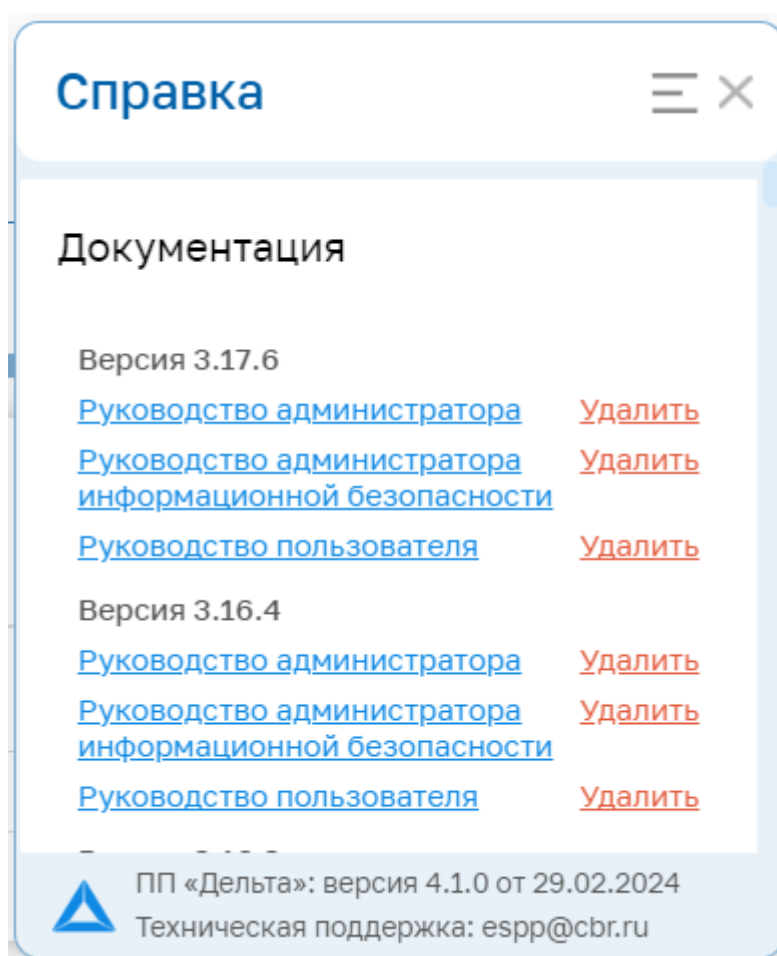 Справка
Документация
Версия 3.17.6
Руководство администратора Удалить
Руководство администратора Удалить
информационной безопасности
Руководство пользователя Удалить
Версия 3.16.4
Руководство администратора Удалить
Руководство администратора Удалить
информационной безопасности
Руководство пользователя Удалить
ПП «Дельта»: версия 4.1.0 от 29.02.2024
Техническая поддержка: espp@cbr.ru